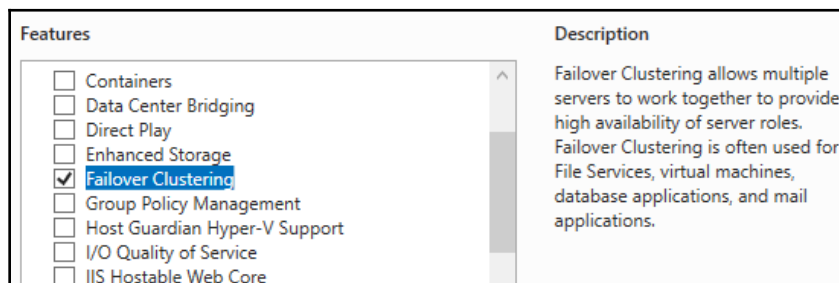 Features
Containers
Data Center Bridging
Direct Play
Enhanced Storage
Failover Clustering
Group Policy Management
Host Guardian Hyper-V Support
I/O Quality of Service
IIS Hostable Web Core
Description
Failover Clustering allows multiple
servers to work together to provide
high availability of server roles.
Failover Clustering is often used for
File Services, virtual machines,
database applications, and mail
applications.